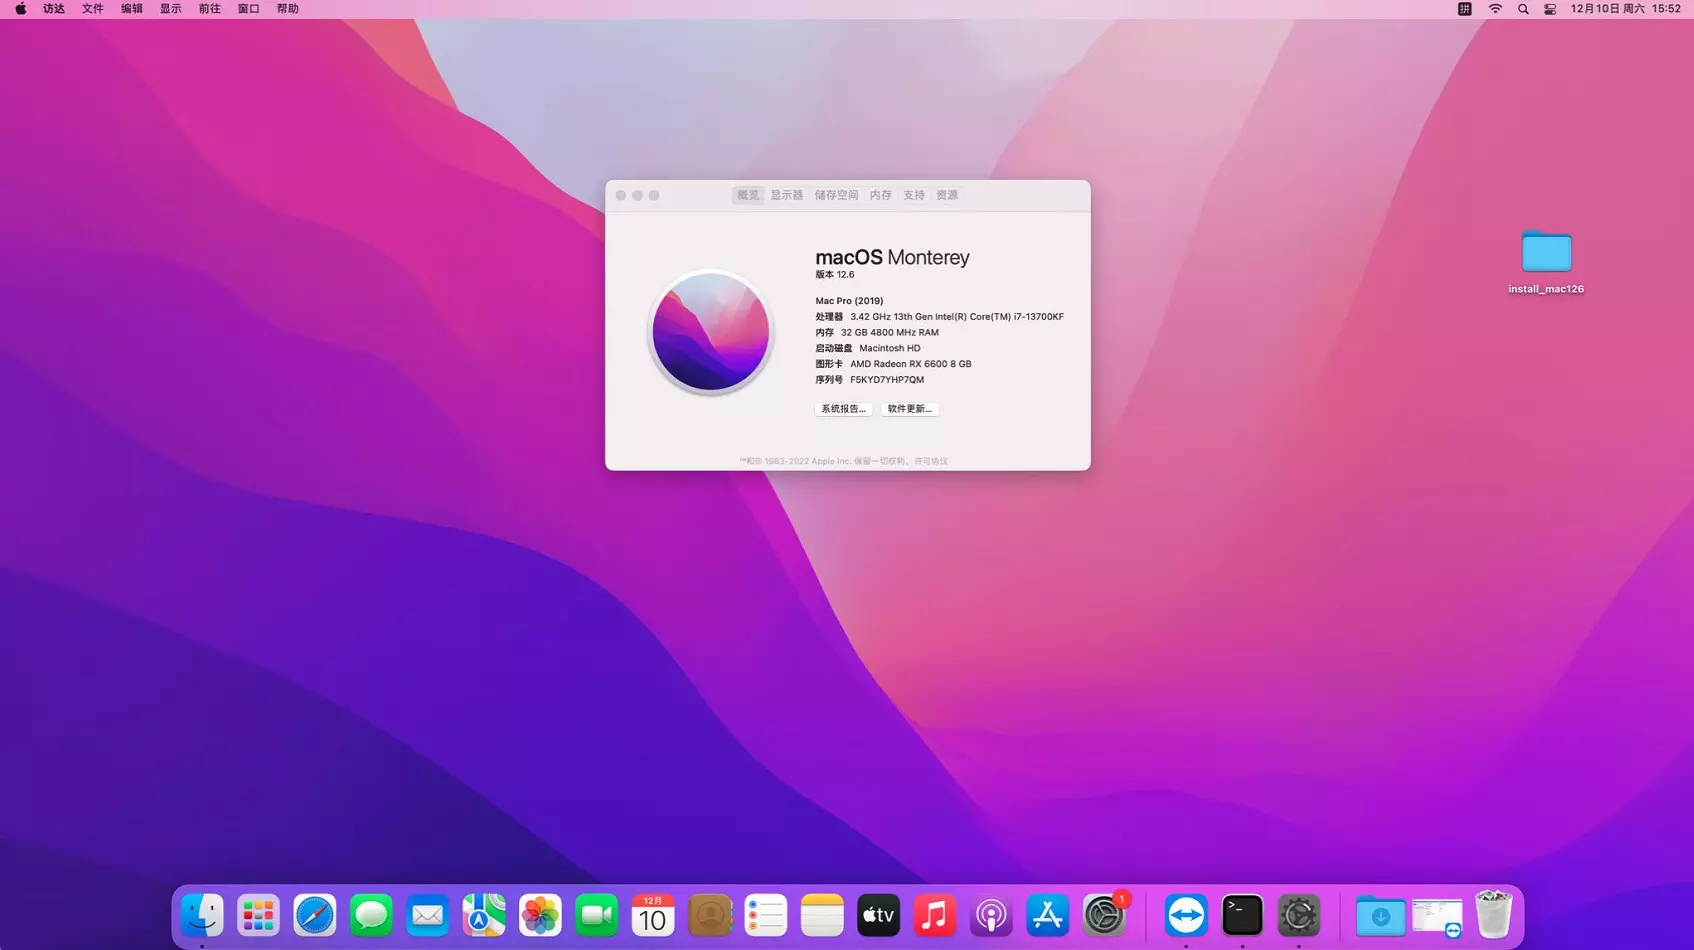 访达 文件 编辑 显示 前往 窗口 帮助 拼 12月10日 周六 15:52
概览 显示器 储存空间 内存 支持 资源
macOS Monterey
版本 12.6
Mac Pro (2019)
处理器 3.42 GHz 13th Gen Intel(R) Core(TM) i7-13700KF
内存 32 GB 4800 MHz RAM
启动磁盘 Macintosh HD
图形卡 AMD Radeon RX 6600 8 GB
序列号 F5KYD7YHP7QM
系统报告... 软件更新...
™和© 1983-2022 Apple Inc. 保留一切权利。许可协议
install_mac126
12月
10
tv
1
>_